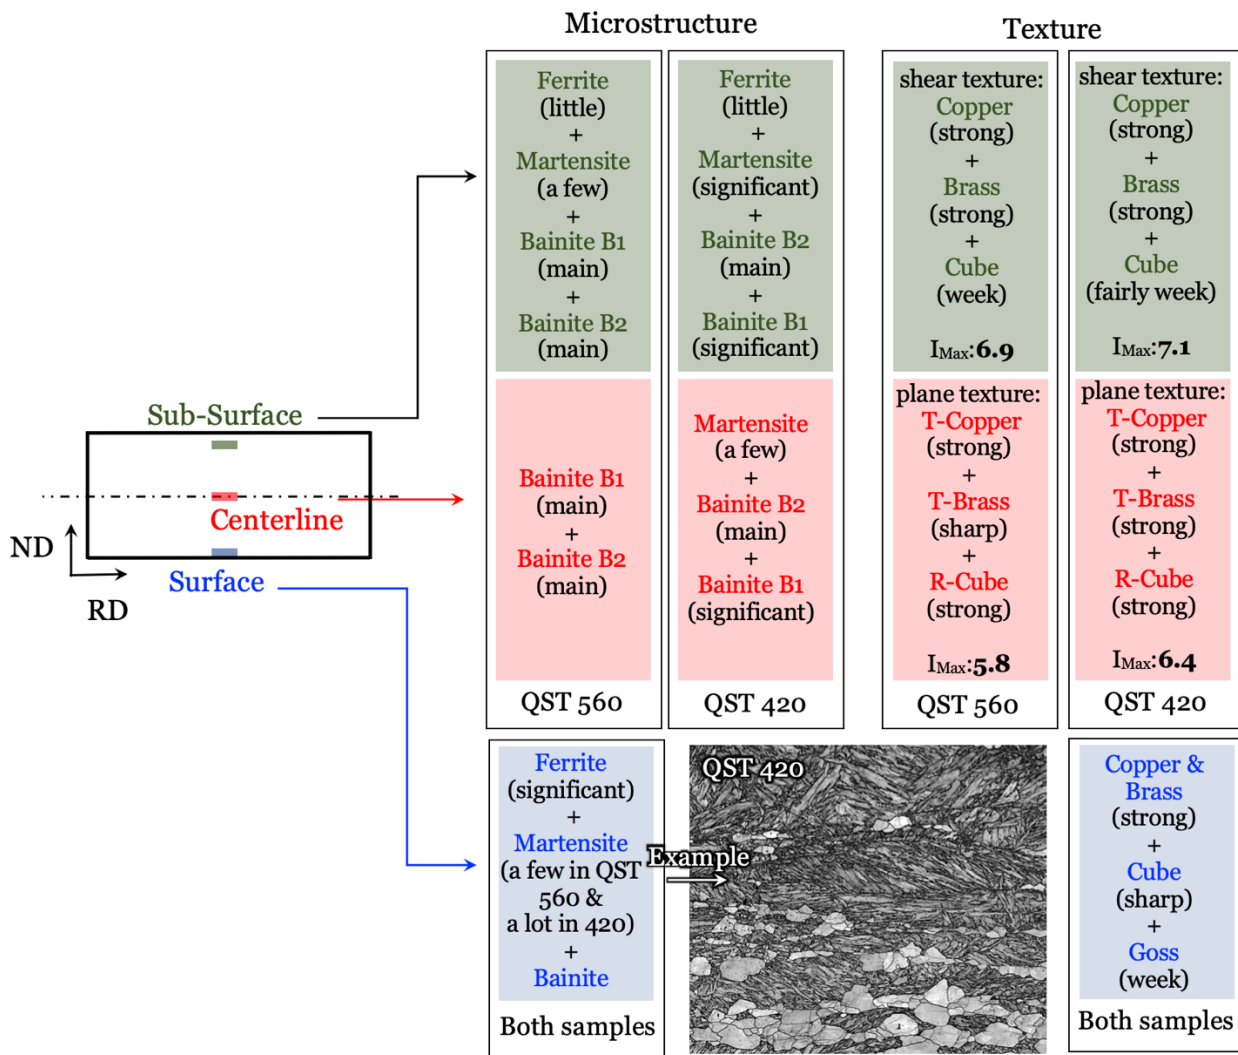 Microstructure
Texture
Ferrite
(little)
+
Martensite
(a few)
+
Bainite B1
(main)
+
Bainite B2
(main)
Ferrite
(little)
+
Martensite
(significant)
+
Bainite B2
(main)
+
Bainite B1
(significant)
shear texture:
Copper
(strong)
+
Brass
(strong)
+
Cube
(week)
IMax:6.9
shear texture:
Copper
(strong)
+
Brass
(strong)
+
Cube
(fairly week)
IMax:7.1
Sub-Surface
Centerline
Surface
ND
RD
Bainite B1
(main)
+
Bainite B2
(main)
QST 560
Martensite
(a few)
+
Bainite B2
(main)
+
Bainite B1
(significant)
QST 420
plane texture:
T-Copper
(strong)
+
T-Brass
(sharp)
+
R-Cube
(strong)
IMax:5.8
QST 560
plane texture:
T-Copper
(strong)
+
T-Brass
(strong)
+
R-Cube
(strong)
IMax:6.4
QST 420
Ferrite
(significant)
+
Martensite
(a few in QST
560 &
a lot in 420)
+
Bainite
Both samples
QST 420
Example
Copper &
Brass
(strong)
+
Cube
(sharp)
+
Goss
(week)
Both samples